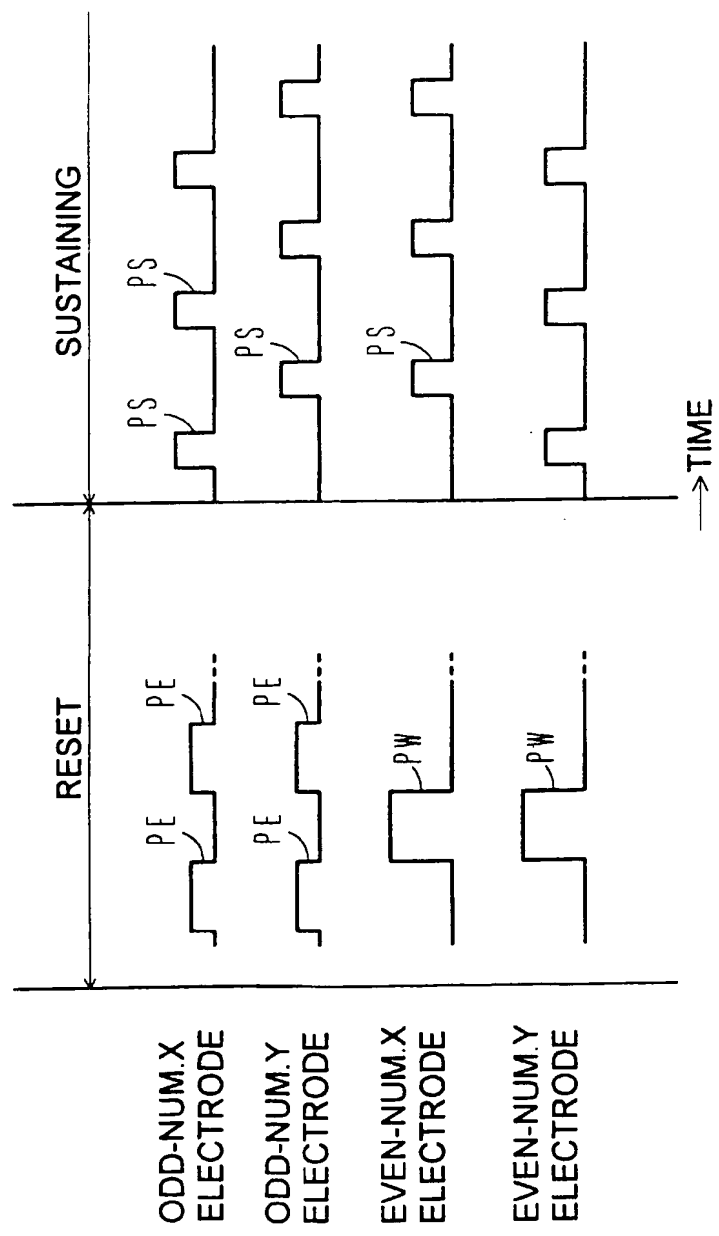 RESET
SUSTAINING
ODD-NUM.X
ELECTRODE
PE
PE
PS
PS
ODD-NUM.Y
ELECTRODE
PE
PE
PS
EVEN-NUM.X
ELECTRODE
PW
PS
EVEN-NUM.Y
ELECTRODE
PW
→TIME